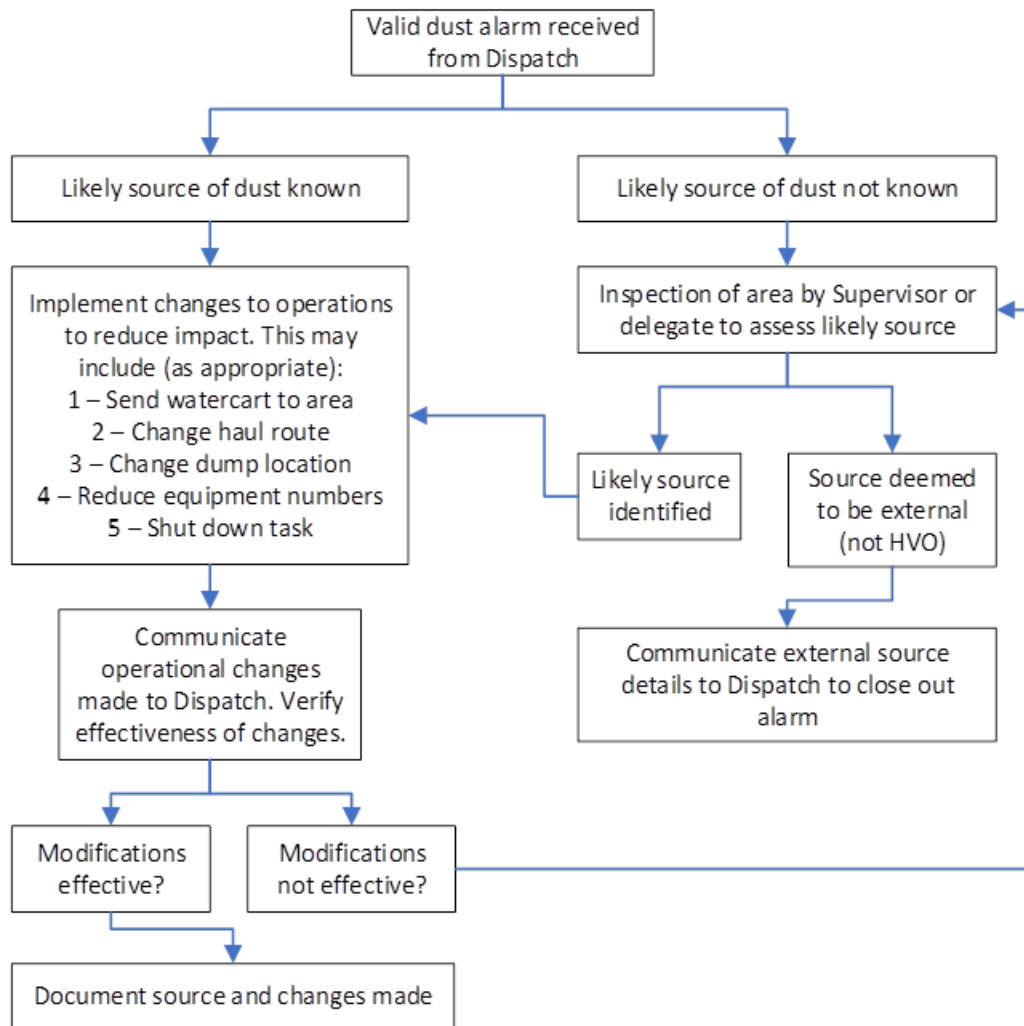 Valid dust alarm received
from Dispatch
Likely source of dust known
Likely source of dust not known
Implement changes to operations
to reduce impact. This may
include (as appropriate):
1 – Send watercart to area
2 – Change haul route
3 – Change dump location
4 – Reduce equipment numbers
5 – Shut down task
Inspection of area by Supervisor or
delegate to assess likely source
Likely source
identified
Source deemed
to be external
(not HVO)
Communicate
operational changes
made to Dispatch. Verify
effectiveness of changes.
Communicate external source
details to Dispatch to close out
alarm
Modifications
effective?
Modifications
not effective?
Document source and changes made